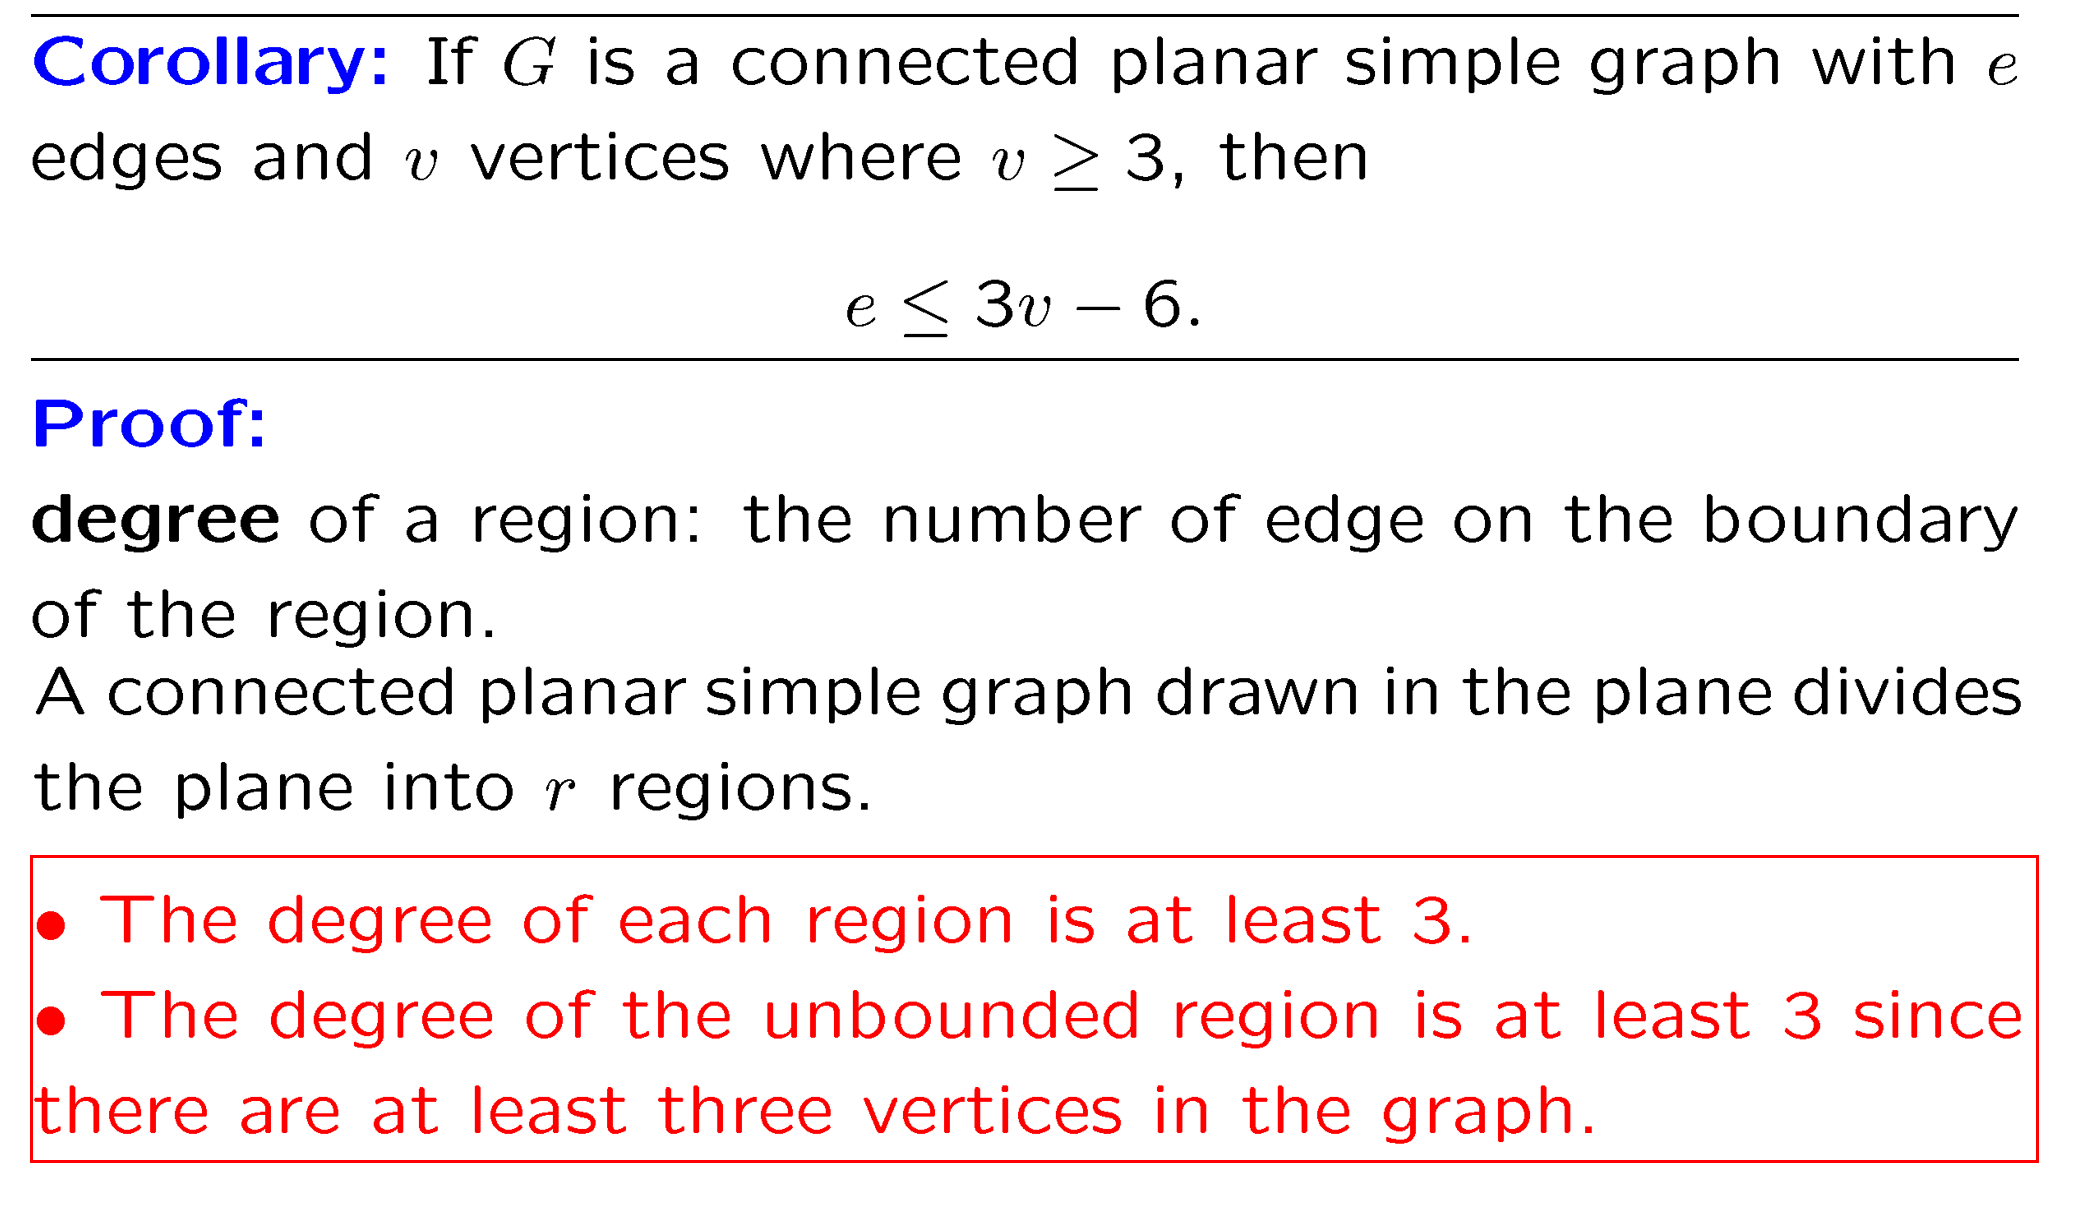 Corollary: If G is a connected planar simple graph with e
edges and v vertices where v ≥ 3, then
e ≤ 3v − 6.
Proof:
degree of a region: the number of edge on the boundary
of the region.
A connected planar simple graph drawn in the plane divides
the plane into r regions.
• The degree of each region is at least 3.
• The degree of the unbounded region is at least 3 since
there are at least three vertices in the graph.